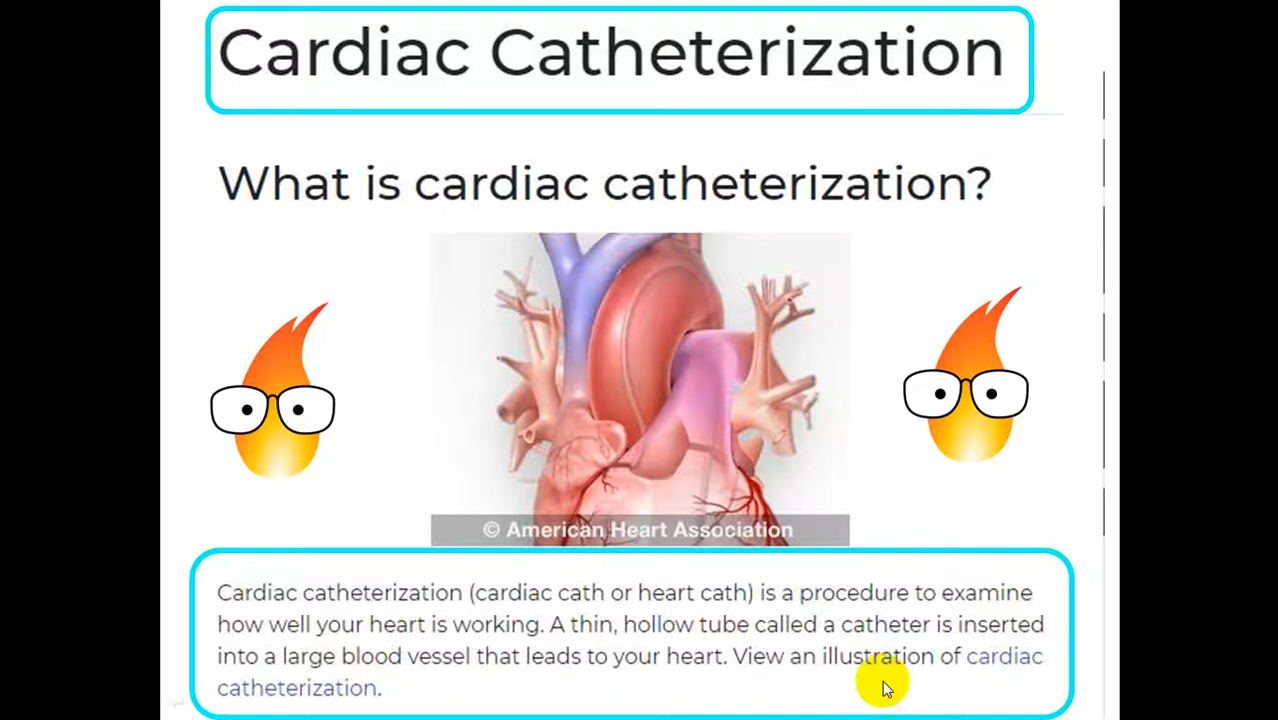 Cardiac Catheterization
What is cardiac catheterization?
© American Heart Association
Cardiac catheterization (cardiac cath or heart cath) is a procedure to examine
how well your heart is working. A thin, hollow tube called a catheter is inserted
into a large blood vessel that leads to your heart. View an illustration of cardiac
catheterization.